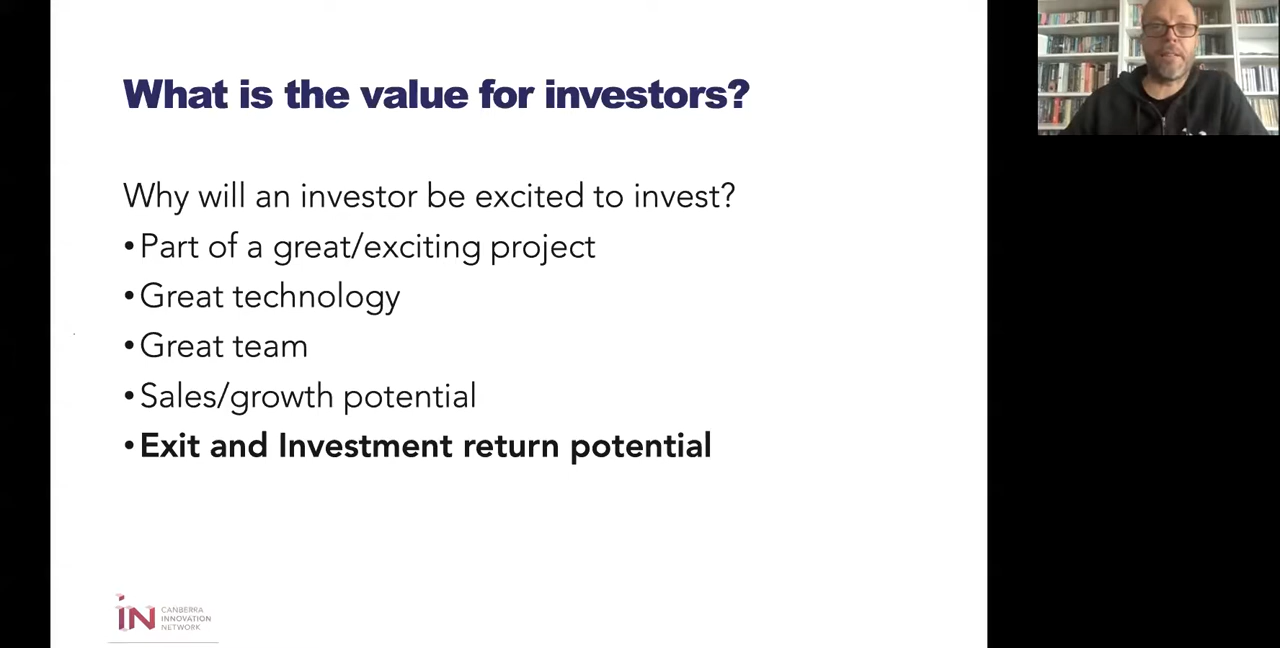 What is the value for investors?
Why will an investor be excited to invest?
•Part of a great/exciting project
•Great technology
•Great team
•Sales/growth potential
•Exit and Investment return potential
iN
CANBERRA
INNOVATION
NETWORK